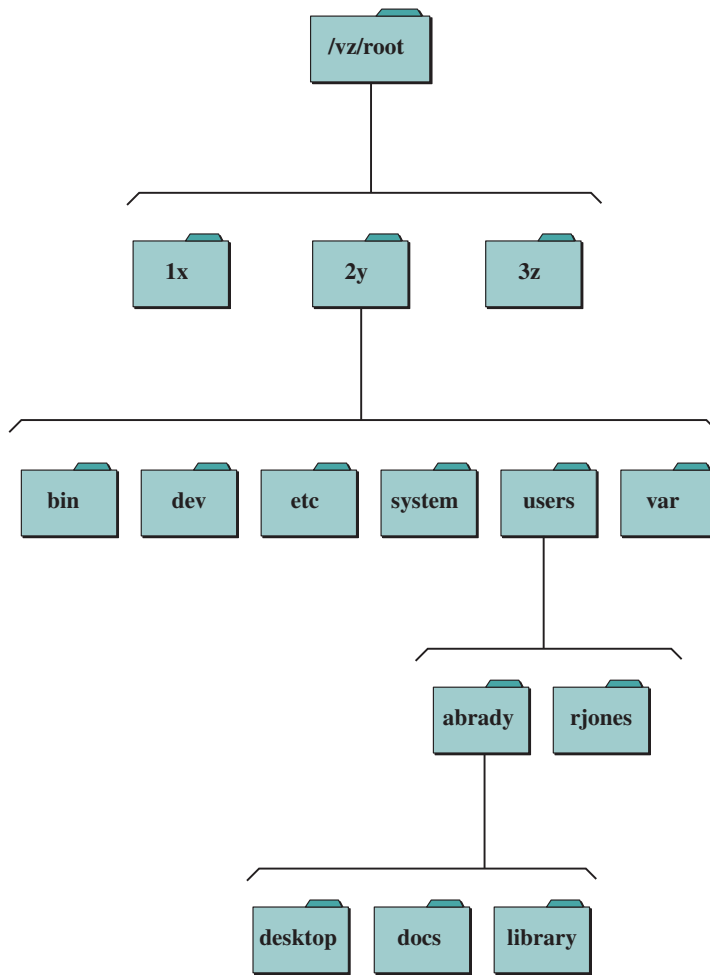 /vz/root
1x
2y
3z
bin
dev
etc
system
users
var
abrady
rjones
desktop
docs
library